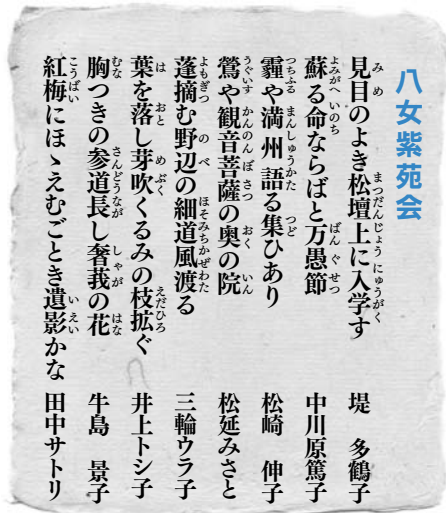 八女紫苑会
見目のよき松壇上に入学す 堤 多鶴子
蘇る命ならばと万愚節 中川原篤子
霾や満州語る集ひあり 松崎 伸子
鶯や観音菩薩の奥の院 松延みさと
蓬摘む野辺の細道風渡る 三輪ウラ子
葉を落し芽吹くるみの枝拡ぐ 井上トシ子
胸つきの参道長し奢莪の花 牛島 景子
紅梅にほゝえむごとき遺影かな 田中サトリ